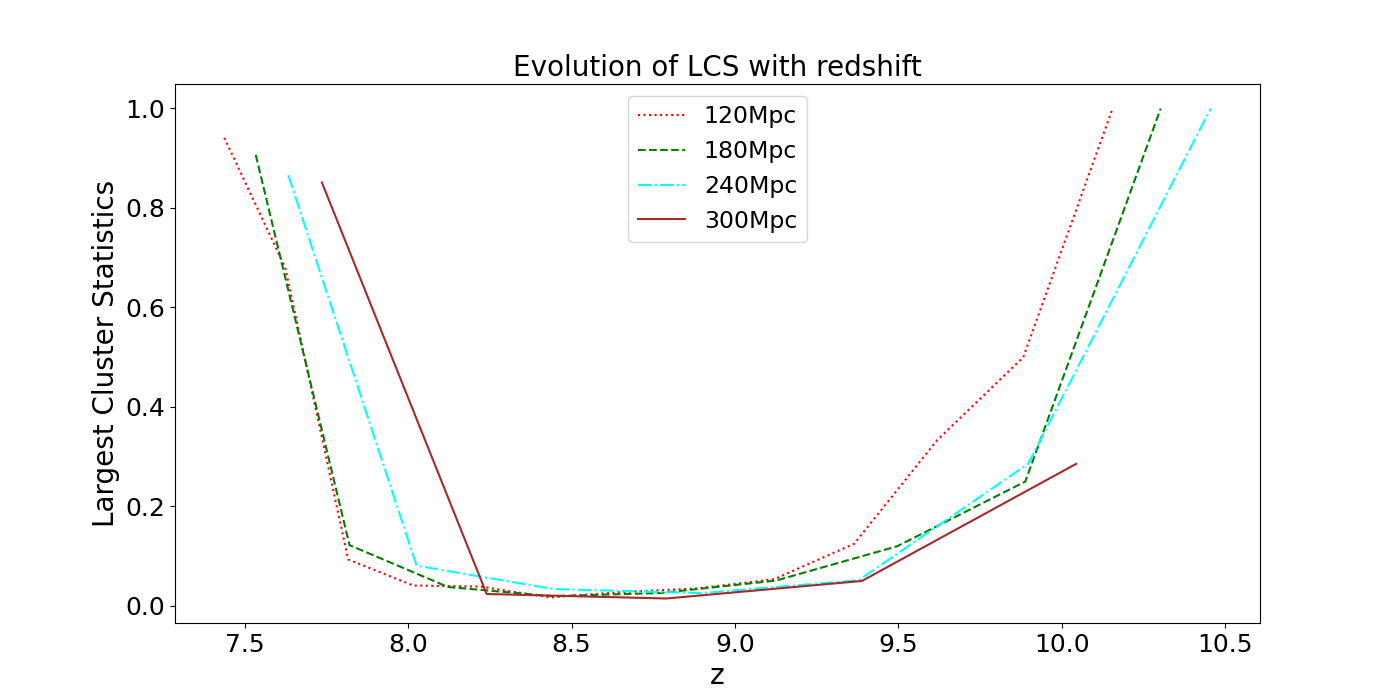 Evolution of LCS with redshift
120Mpc
180Mpc
240Mpc
300Mpc
Largest Cluster Statistics
1.0
0.8
0.6
0.4
0.2
0.0
7.5 8.0 8.5 9.0 9.5 10.0 10.5
z